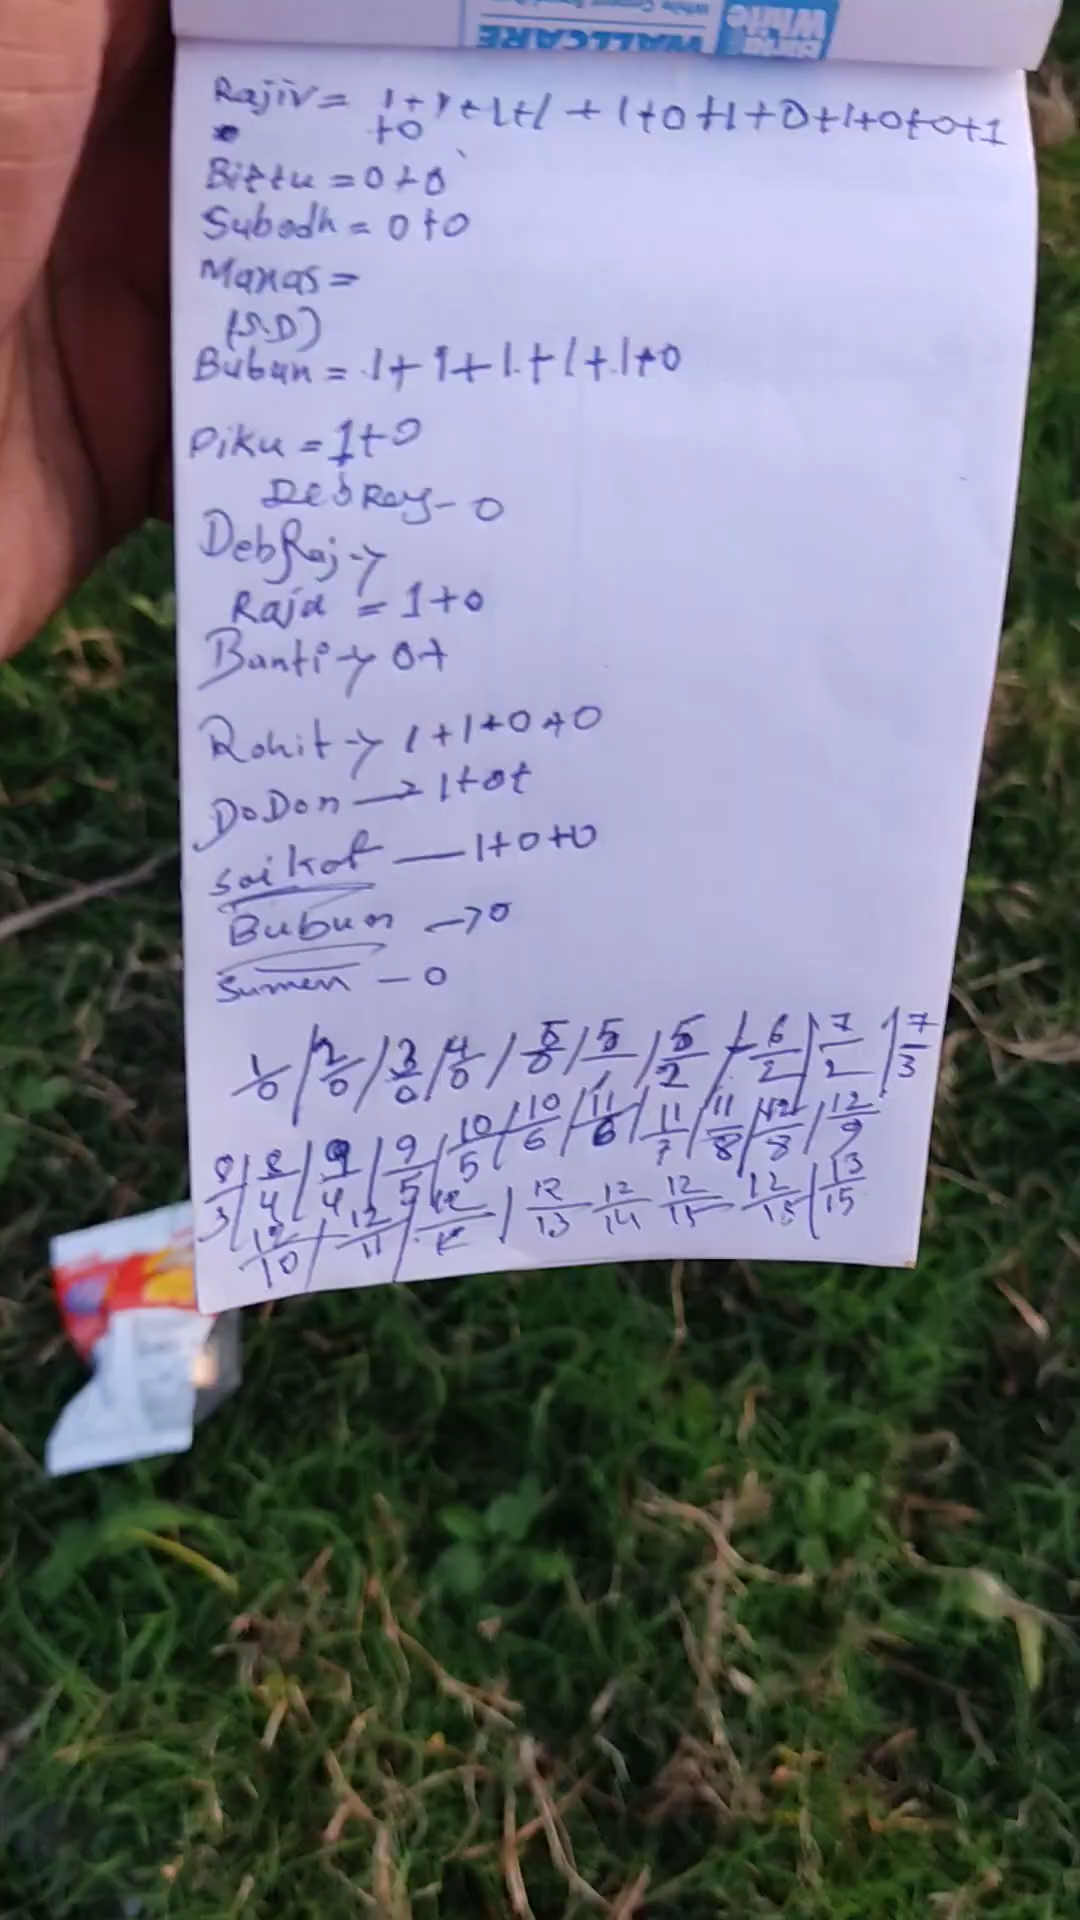 WALLCARE
White
Rajiv = 1+1+1+1+1+0+1+0+1+0+0+1
+0
Bittu = 0+0
Subodh = 0+0
Manas =
(S.D)
Bubun = 1+1+1+1+1+0
Piku = 1+0
DebRay - 0
DebRaj →
Raja = 1+0
Banti → 0+
Rohit → 1+1+0+0
DoDon → 1+0+
Saikat — 1+0+0
Bubun → 0
Sumen - 0
1/0 | 2/0 | 3/0 | 4/0 | 5/0 | 5/1 | 5/2 | 6/2 | 7/2 | 7/3
8/3 | 8/4 | 9/4 | 9/5 | 10/5 | 10/6 | 11/6 | 11/7 | 11/8 | 12/8 | 12/9
12/10 | 12/11 | 12/12 | 12/13 12/14 12/15 12/15 | 13/15